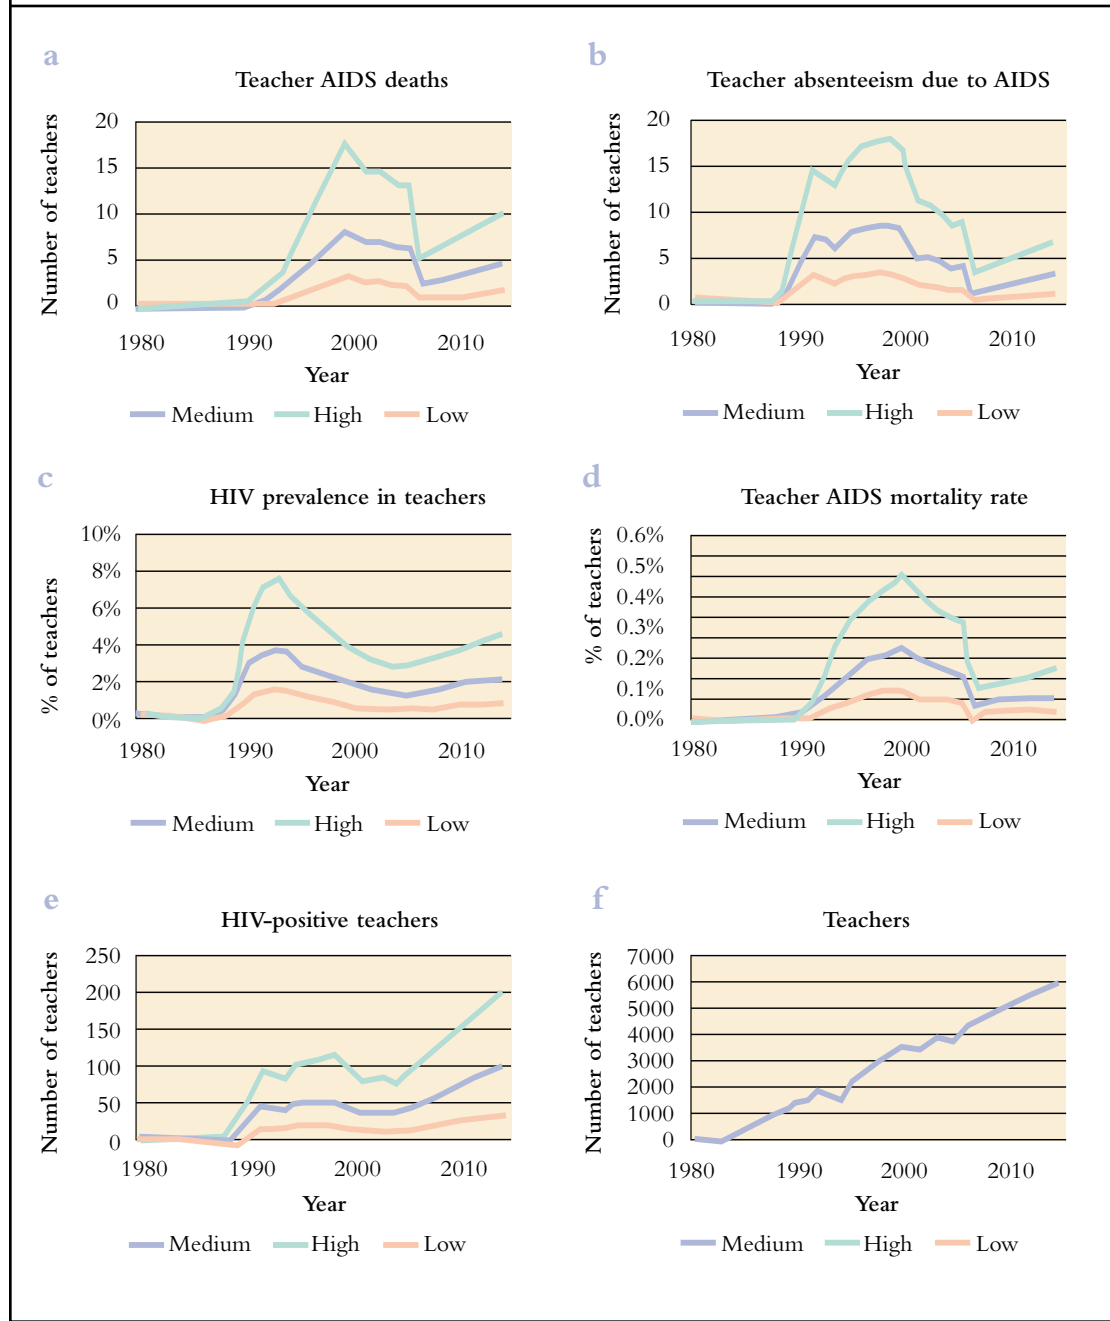 a
Teacher AIDS deaths
Number of teachers
20
15
10
5
0
1980 1990 2000 2010
Year
Medium High Low
b
Teacher absenteeism due to AIDS
Number of teachers
20
15
10
5
0
1980 1990 2000 2010
Year
Medium High Low
c
HIV prevalence in teachers
% of teachers
10%
8%
6%
4%
2%
0%
1980 1990 2000 2010
Year
Medium High Low
d
Teacher AIDS mortality rate
% of teachers
0.6%
0.5%
0.4%
0.3%
0.2%
0.1%
0.0%
1980 1990 2000 2010
Year
Medium High Low
e
HIV-positive teachers
Number of teachers
250
200
150
100
50
0
1980 1990 2000 2010
Year
Medium High Low
f
Teachers
Number of teachers
7000
6000
5000
4000
3000
2000
1000
0
1980 1990 2000 2010
Year
Medium High Low